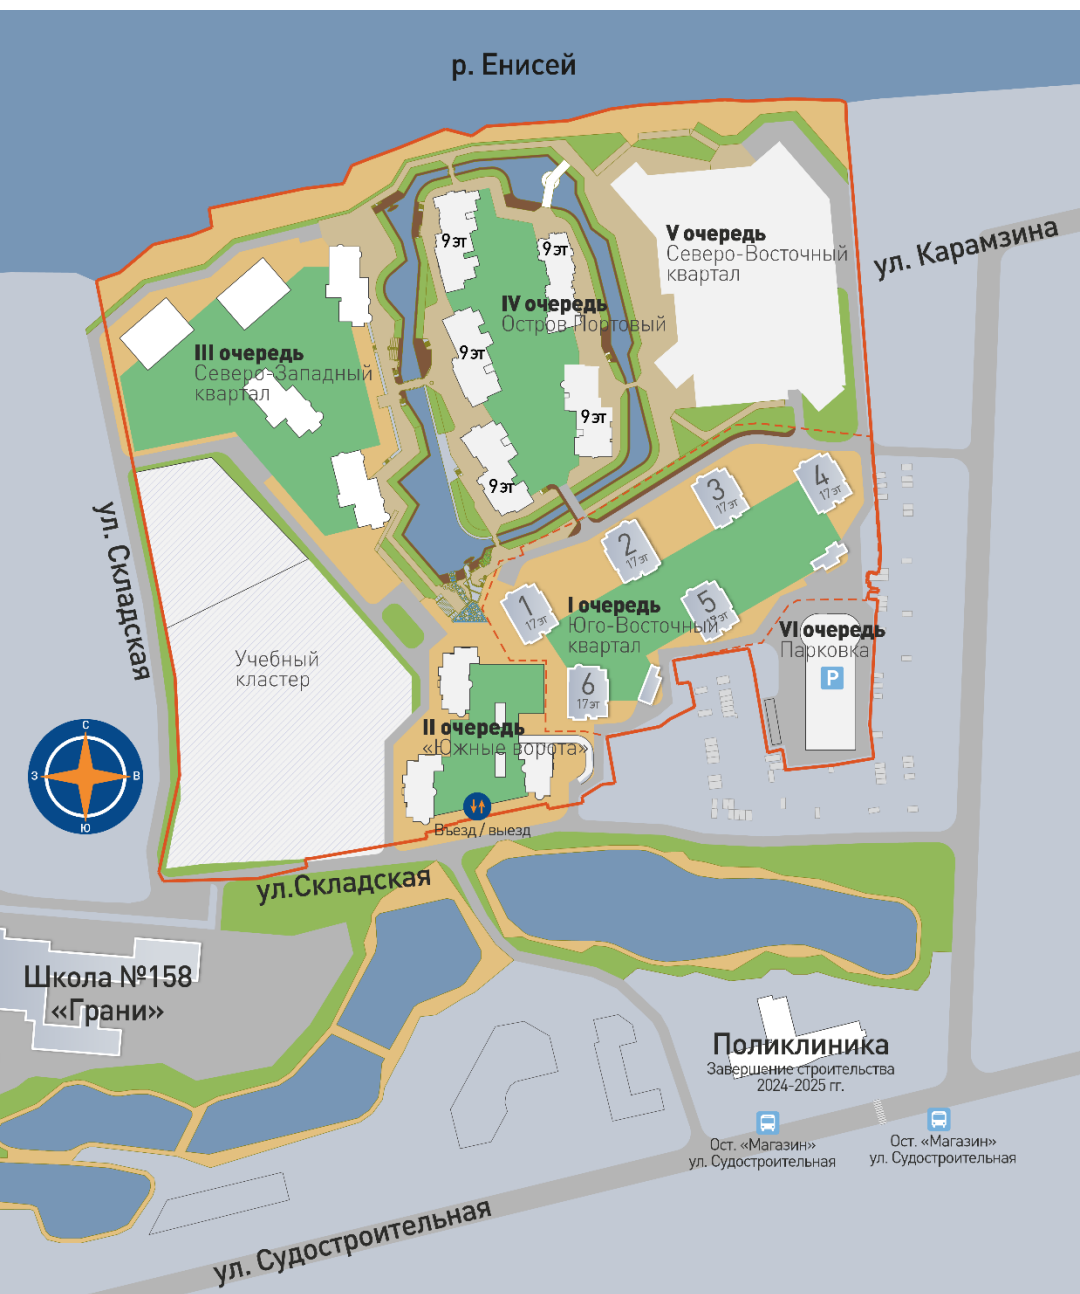 р. Енисей
V очередь
Северо-Восточный
квартал
ул. Карамзина
9 эт
9 эт
IV очередь
Остров Портовый
III очередь
Северо-Западный
квартал
9 эт
9 эт
9 эт
3
17 эт
4
17 эт
2
17 эт
1
17 эт
I очередь
Юго-Восточный
квартал
5
17 эт
6
17 эт
VI очередь
Парковка
P
ул. Складская
Учебный
кластер
II очередь
«Южные ворота»
С
З
В
Ю
Въезд / выезд
ул.Складская
Школа №158
«Грани»
Поликлиника
Завершение строительства
2024-2025 гг.
Ост. «Магазин»
ул. Судостроительная
Ост. «Магазин»
ул. Судостроительная
ул. Судостроительная